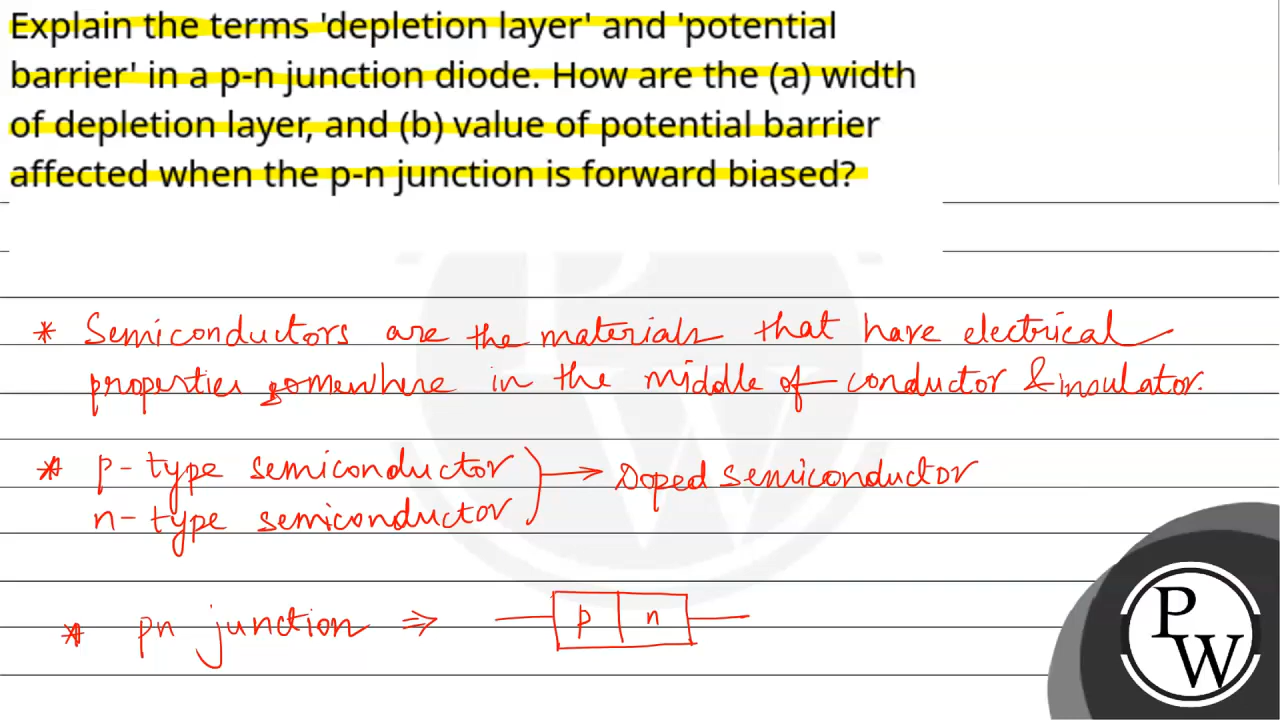 Explain the terms 'depletion layer' and 'potential
barrier' in a p-n junction diode. How are the (a) width
of depletion layer, and (b) value of potential barrier
affected when the p-n junction is forward biased?
* Semiconductors are the materials that have electrical
properties somewhere in the middle of conductor & insulator.
* p-type semiconductor → Doped semiconductor
n-type semiconductor
* pn junction ⇒ p n
PW
PW